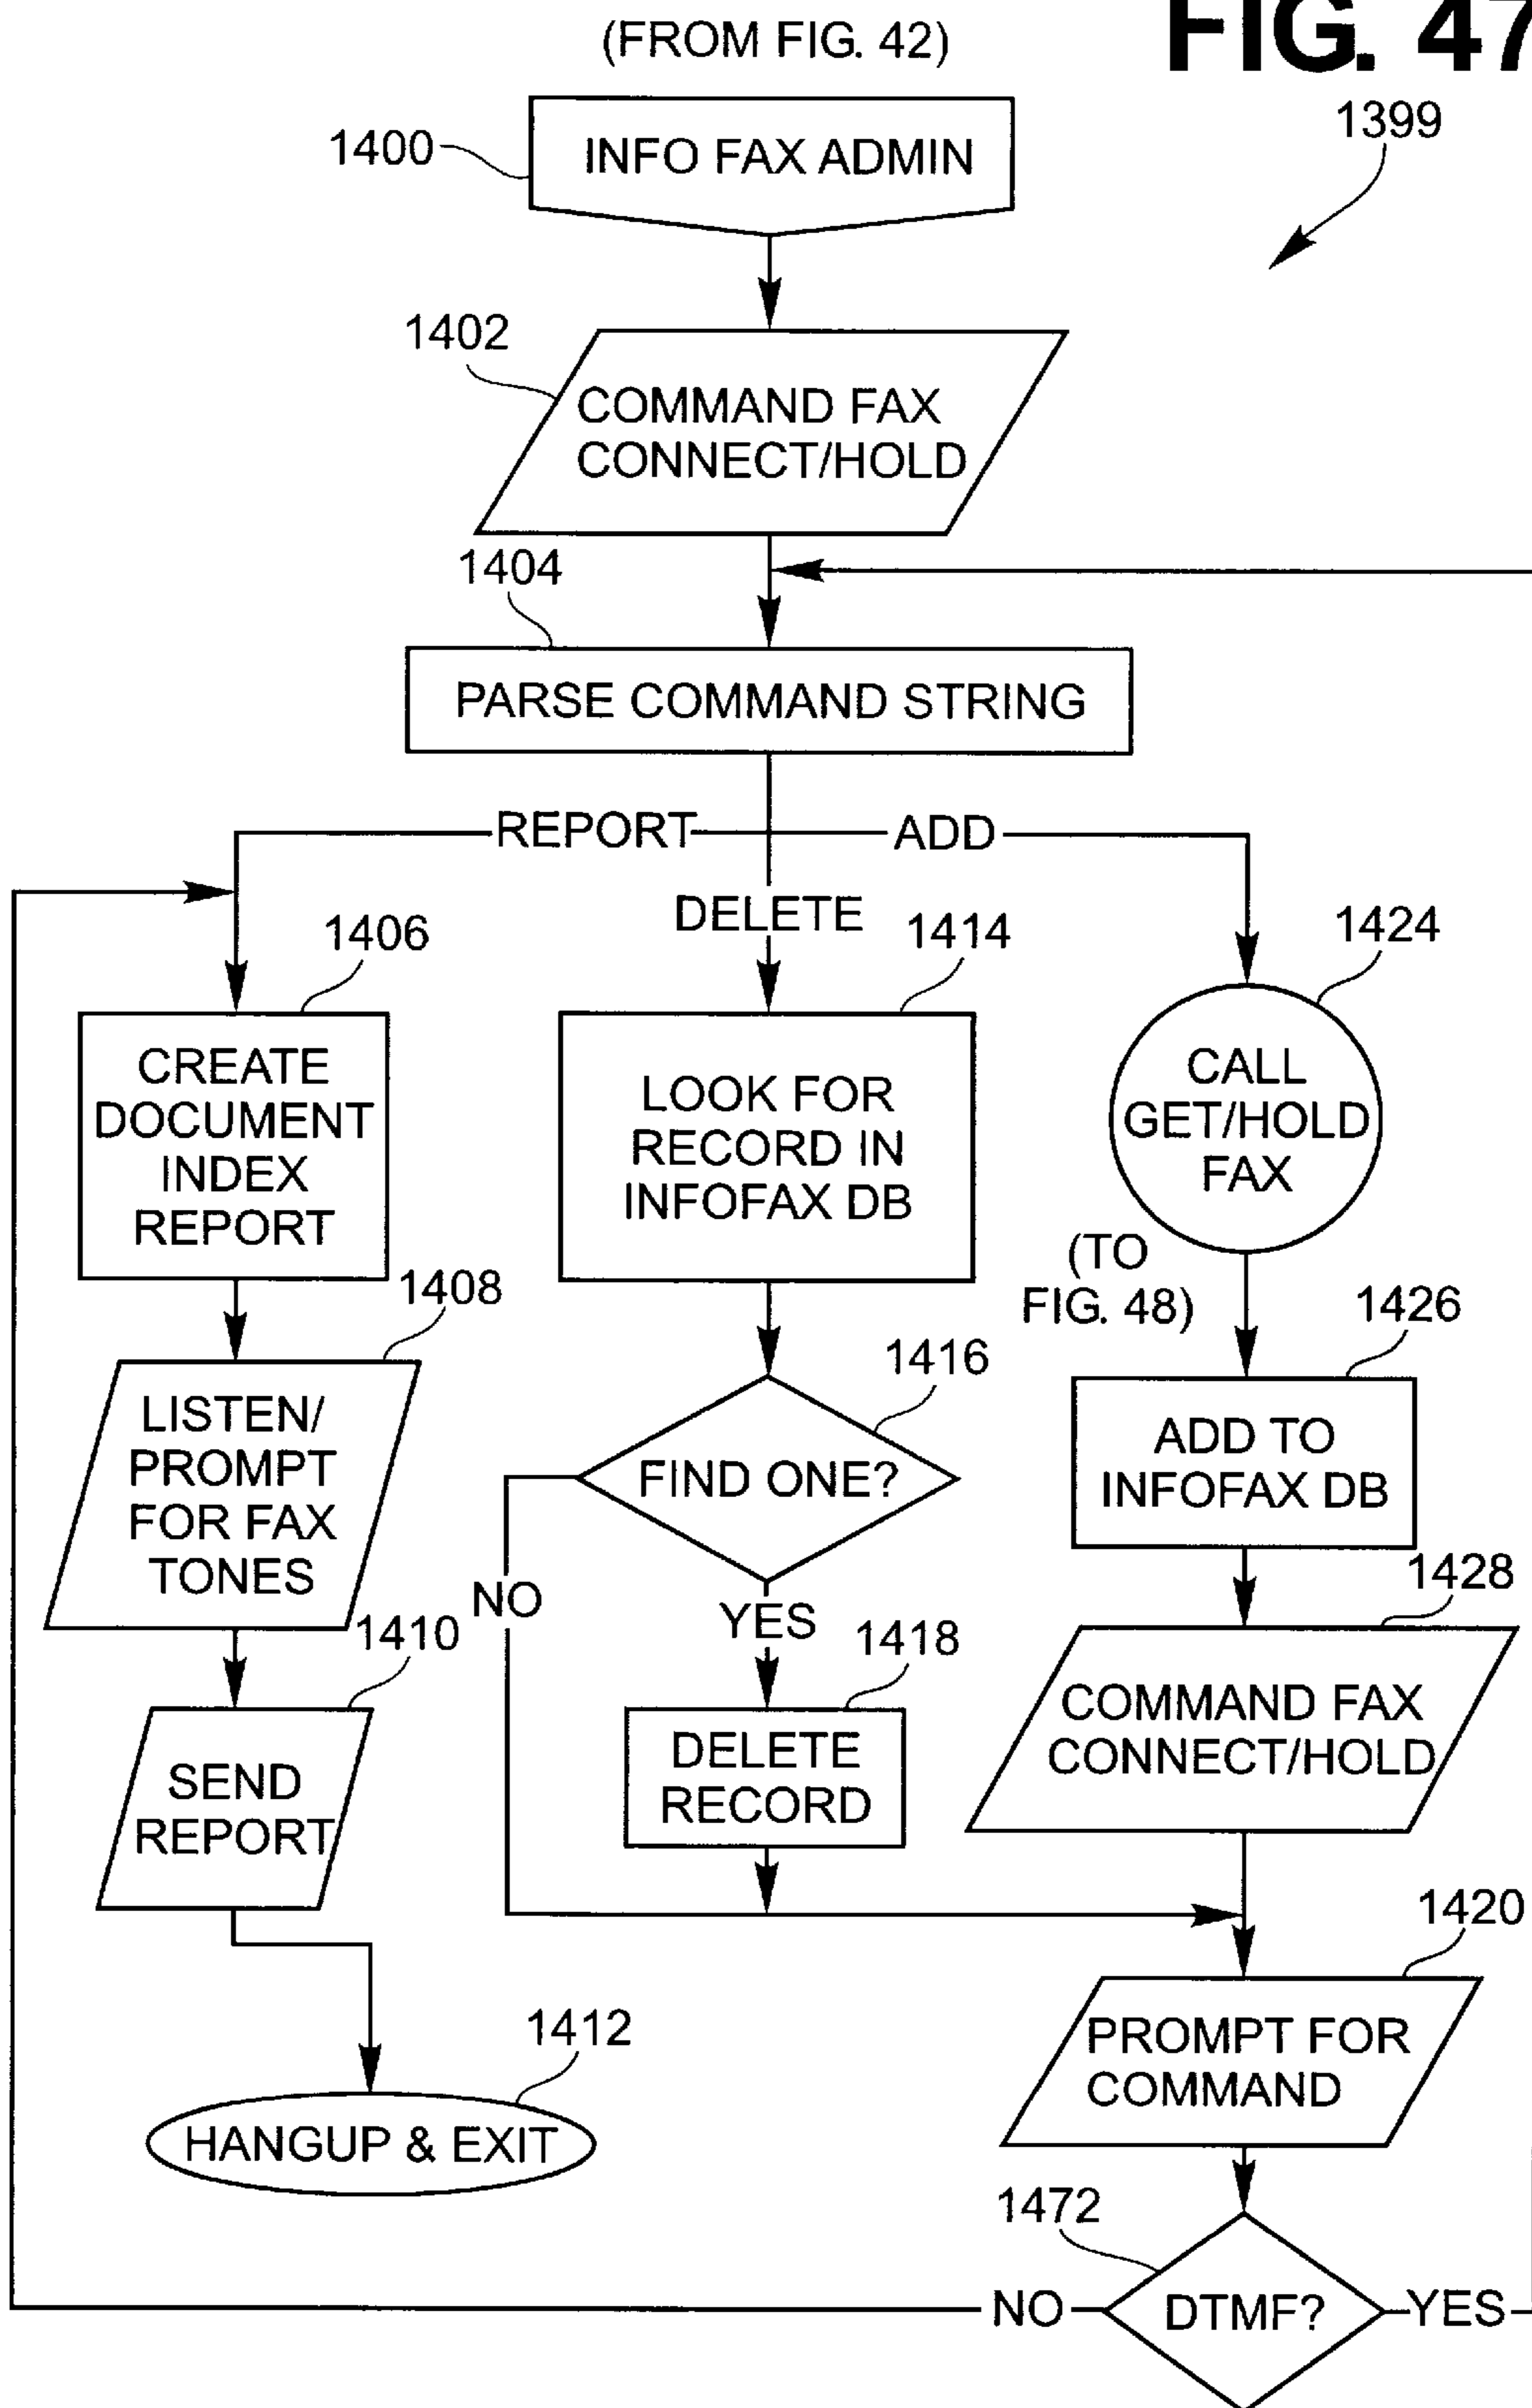 (FROM FIG. 42)
FIG. 47
1399
1400
INFO FAX ADMIN
1402
COMMAND FAX
CONNECT/HOLD
1404
PARSE COMMAND STRING
REPORT
ADD
DELETE
1406
CREATE
DOCUMENT
INDEX
REPORT
1414
LOOK FOR
RECORD IN
INFOFAX DB
1424
CALL
GET/HOLD
FAX
(TO
FIG. 48)
1408
LISTEN/
PROMPT
FOR FAX
TONES
1416
FIND ONE?
NO
YES
1426
ADD TO
INFOFAX DB
1410
SEND
REPORT
1418
DELETE
RECORD
1428
COMMAND FAX
CONNECT/HOLD
1412
HANGUP & EXIT
1420
PROMPT FOR
COMMAND
1472
NO
DTMF?
YES